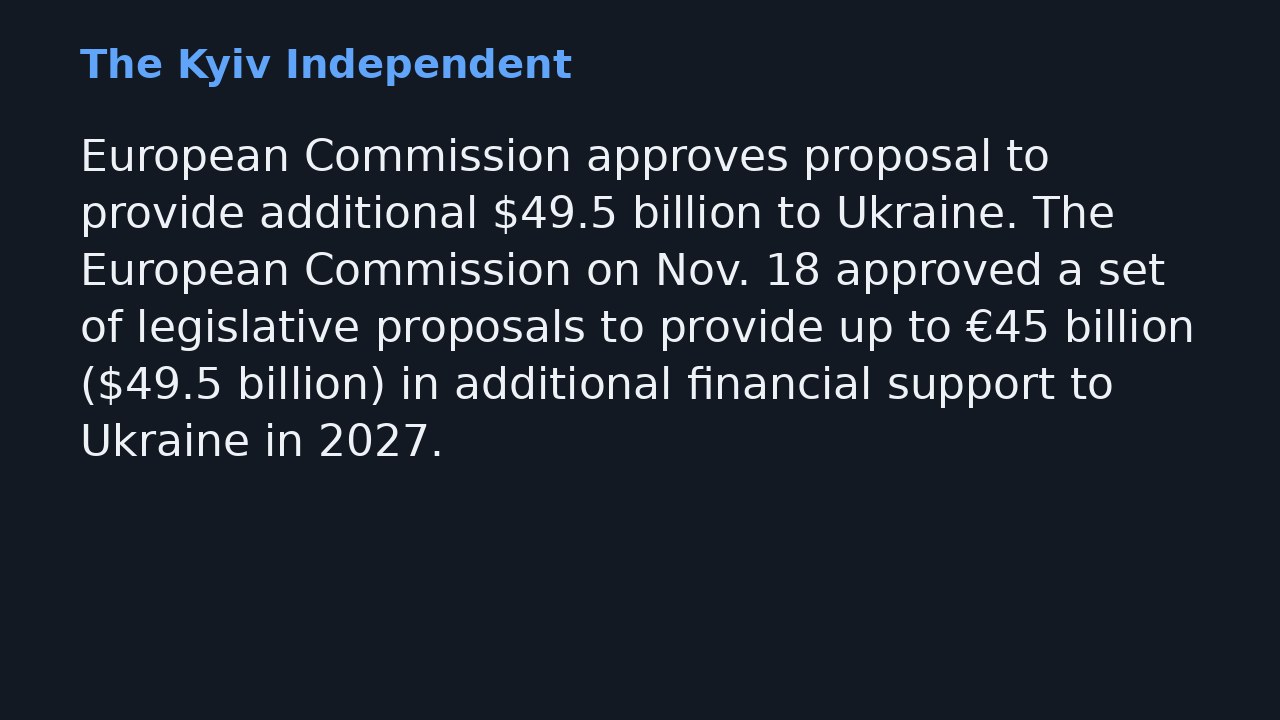 The Kyiv Independent
European Commission approves proposal to
provide additional $49.5 billion to Ukraine. The
European Commission on Nov. 18 approved a set
of legislative proposals to provide up to €45 billion
($49.5 billion) in additional financial support to
Ukraine in 2027.